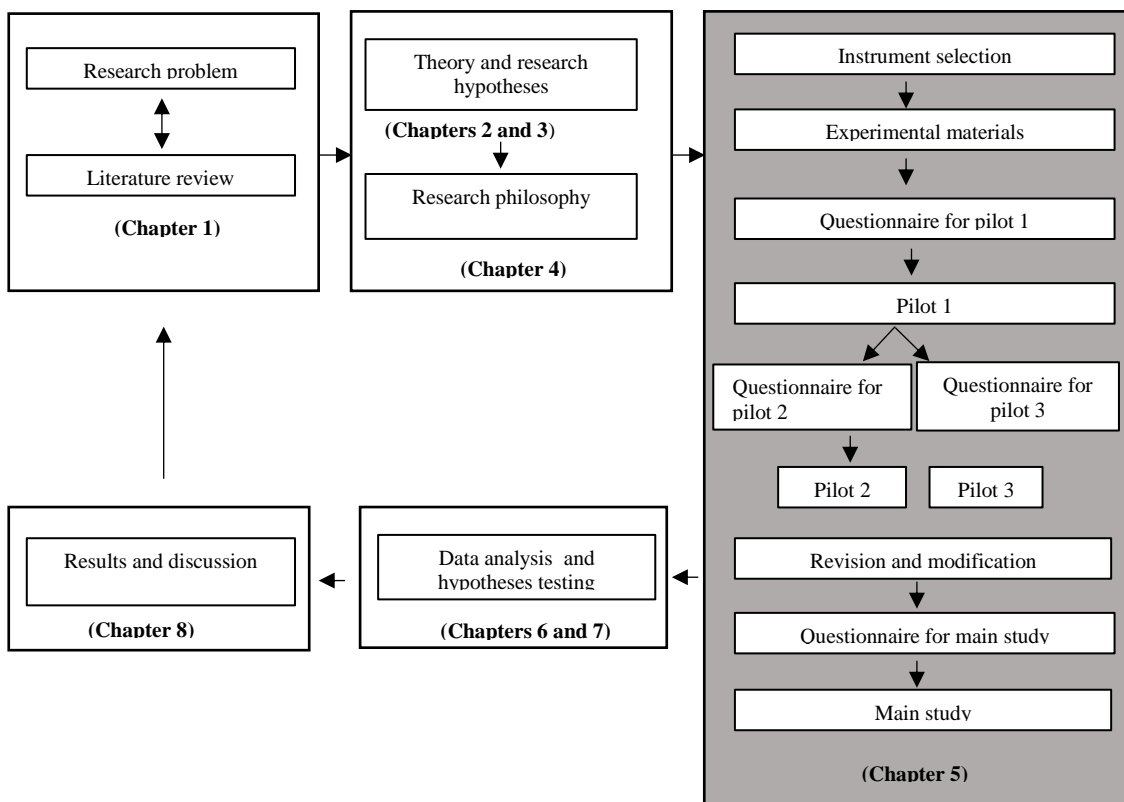 Research problem
Literature review
(Chapter 1)
Theory and research
hypotheses
(Chapters 2 and 3)
Research philosophy
(Chapter 4)
Instrument selection
Experimental materials
Questionnaire for pilot 1
Pilot 1
Questionnaire for
pilot 2
Questionnaire for
pilot 3
Pilot 2
Pilot 3
Revision and modification
Questionnaire for main study
Main study
(Chapter 5)
Data analysis and
hypotheses testing
(Chapters 6 and 7)
Results and discussion
(Chapter 8)